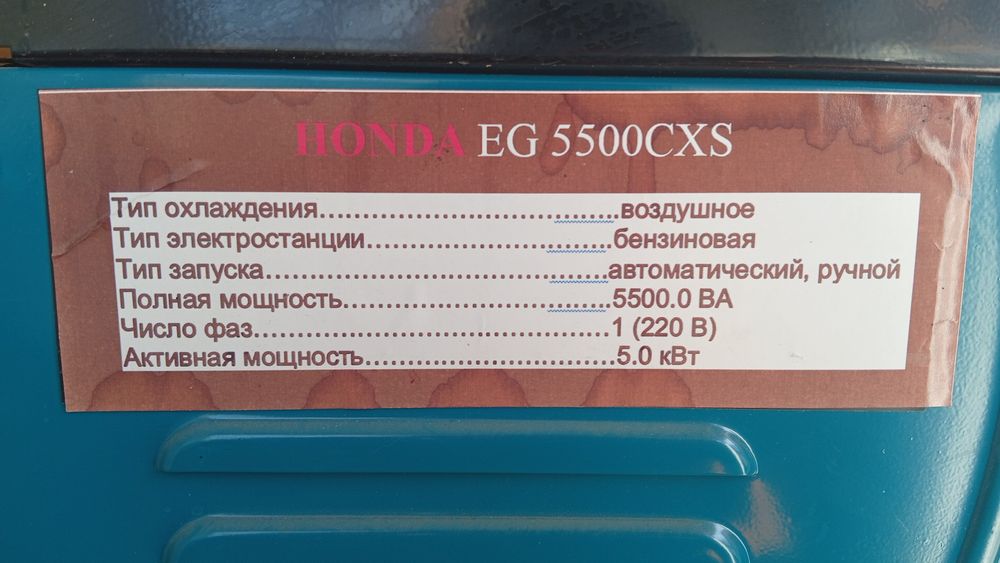 HONDA EG 5500CXS
Тип охлаждения.................................воздушное
Тип электростанции...........................бензиновая
Тип запуска.....................................автоматический, ручной
Полная мощность.............................5500.0 ВА
Число фаз.......................................1 (220 В)
Активная мощность...........................5.0 кВт